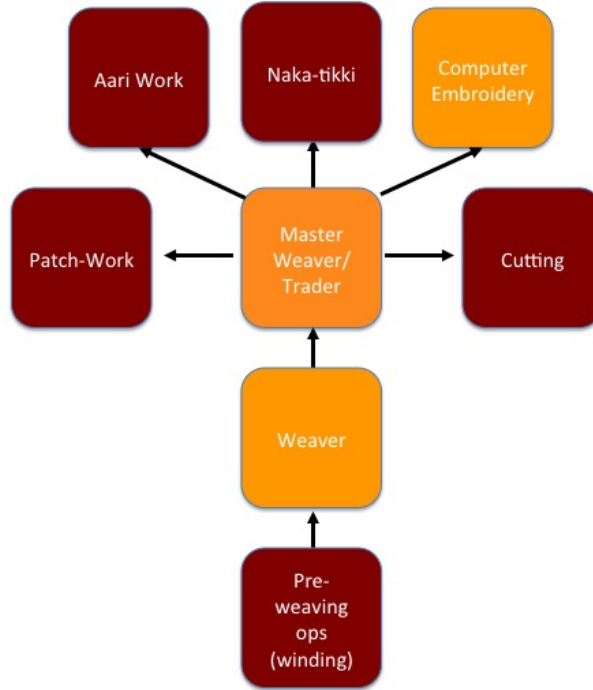 Aari Work
Naka-tikki
Computer
Embroidery
Patch-Work
Master
Weaver/
Trader
Cutting
Weaver
Pre-
weaving
ops
(winding)